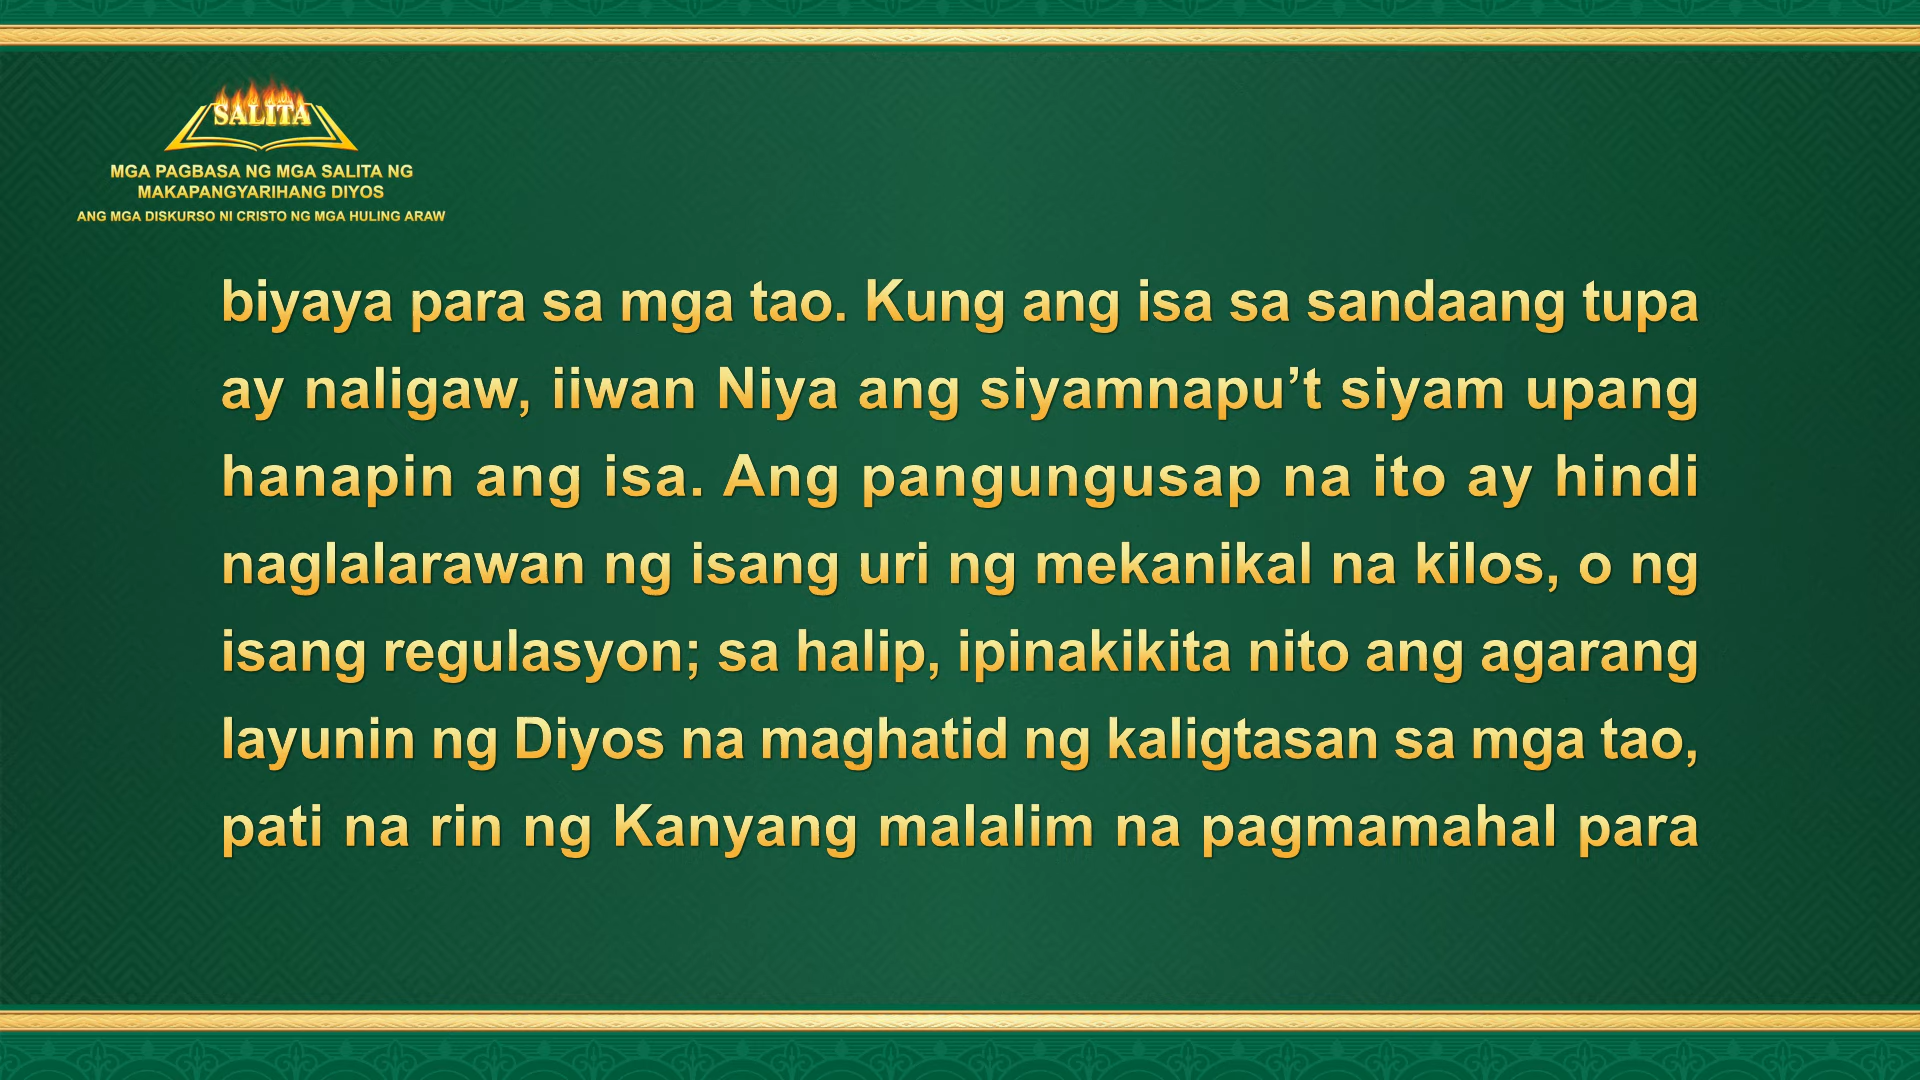 SALITA
MGA PAGBASA NG MGA SALITA NG
MAKAPANGYARIHANG DIYOS
ANG MGA DISKURSO NI CRISTO NG MGA HULING ARAW
biyaya para sa mga tao. Kung ang isa sa sandaang tupa
ay naligaw, iiwan Niya ang siyamnapu’t siyam upang
hanapin ang isa. Ang pangungusap na ito ay hindi
naglalarawan ng isang uri ng mekanikal na kilos, o ng
isang regulasyon; sa halip, ipinakikita nito ang agarang
layunin ng Diyos na maghatid ng kaligtasan sa mga tao,
pati na rin ng Kanyang malalim na pagmamahal para